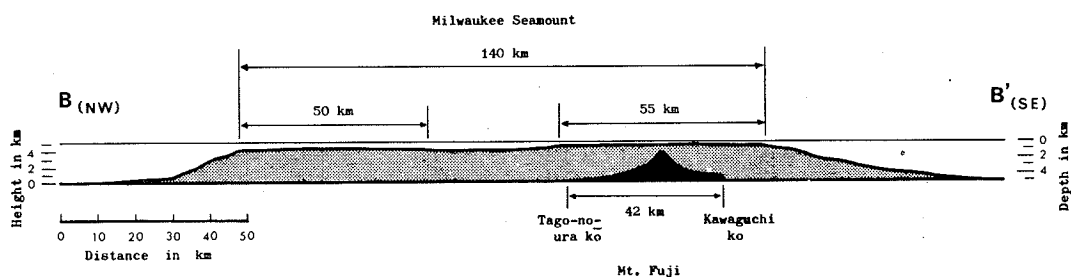 Milwaukee Seamount
140 km
B (NW)
B' (SE)
50 km
55 km
Height in km
4
2
0
0
2
4
Depth in km
42 km
Tago-no-
ura kō
Kawaguchi
ko
0 10 20 30 40 50
Distance in km
Mt. Fuji